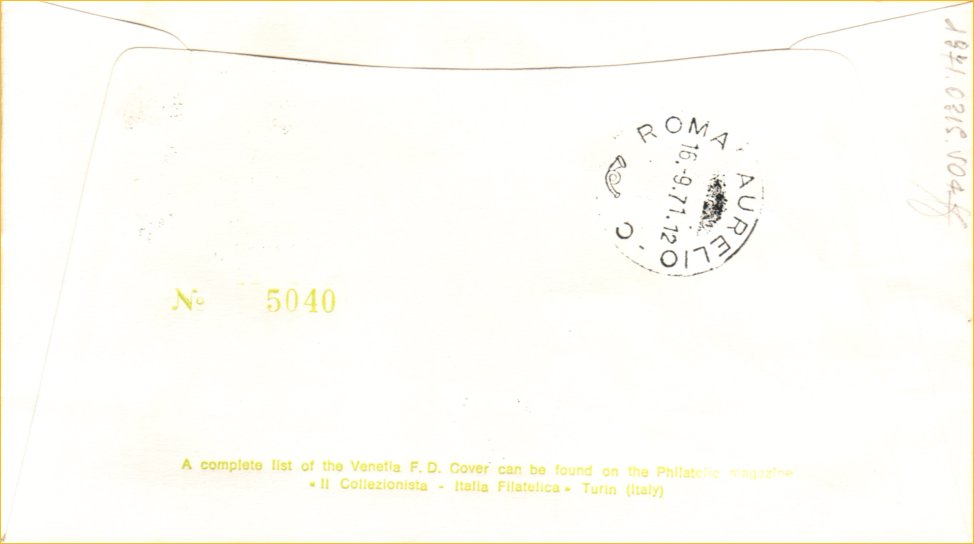 ROMA AURELIO C.
16.-9.71.12
Nº 5040
A complete list of the Venetia F. D. Cover can be found on the Philatelic magazine
« Il Collezionista - Italia Filatelica » Turin (Italy)